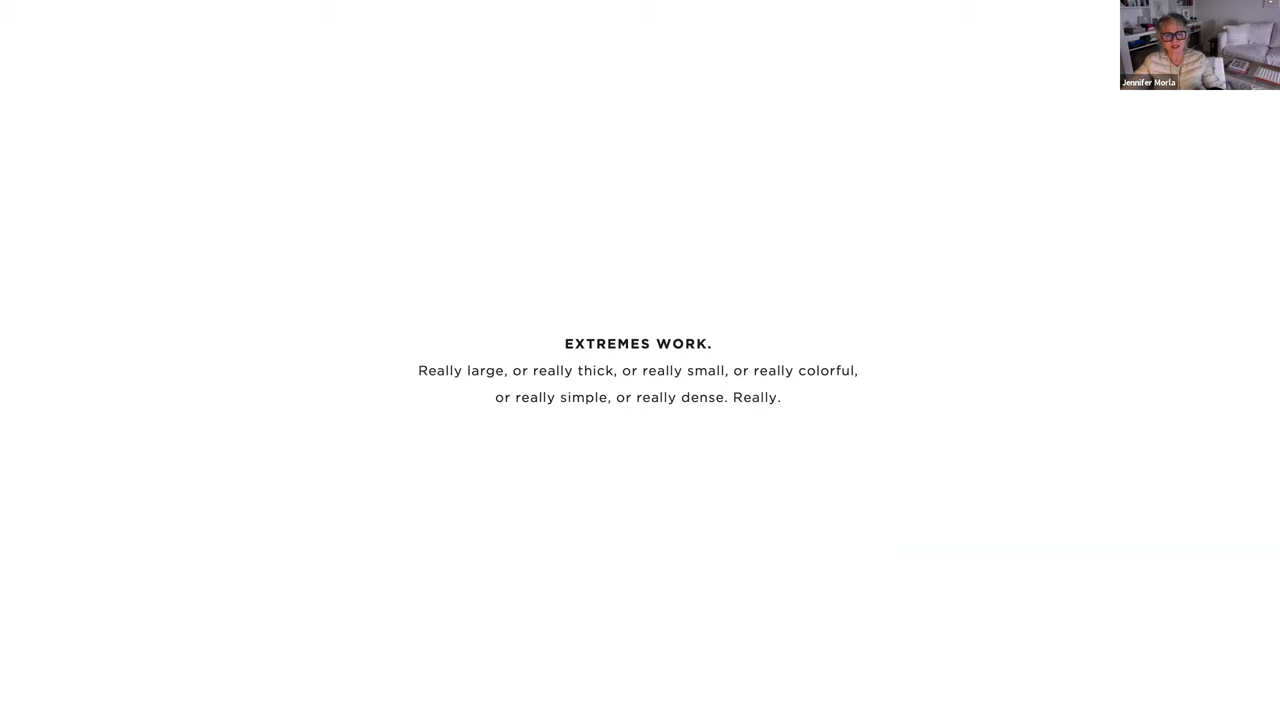 Jennifer Morla
EXTREMES WORK.
Really large, or really thick, or really small, or really colorful,
or really simple, or really dense. Really.